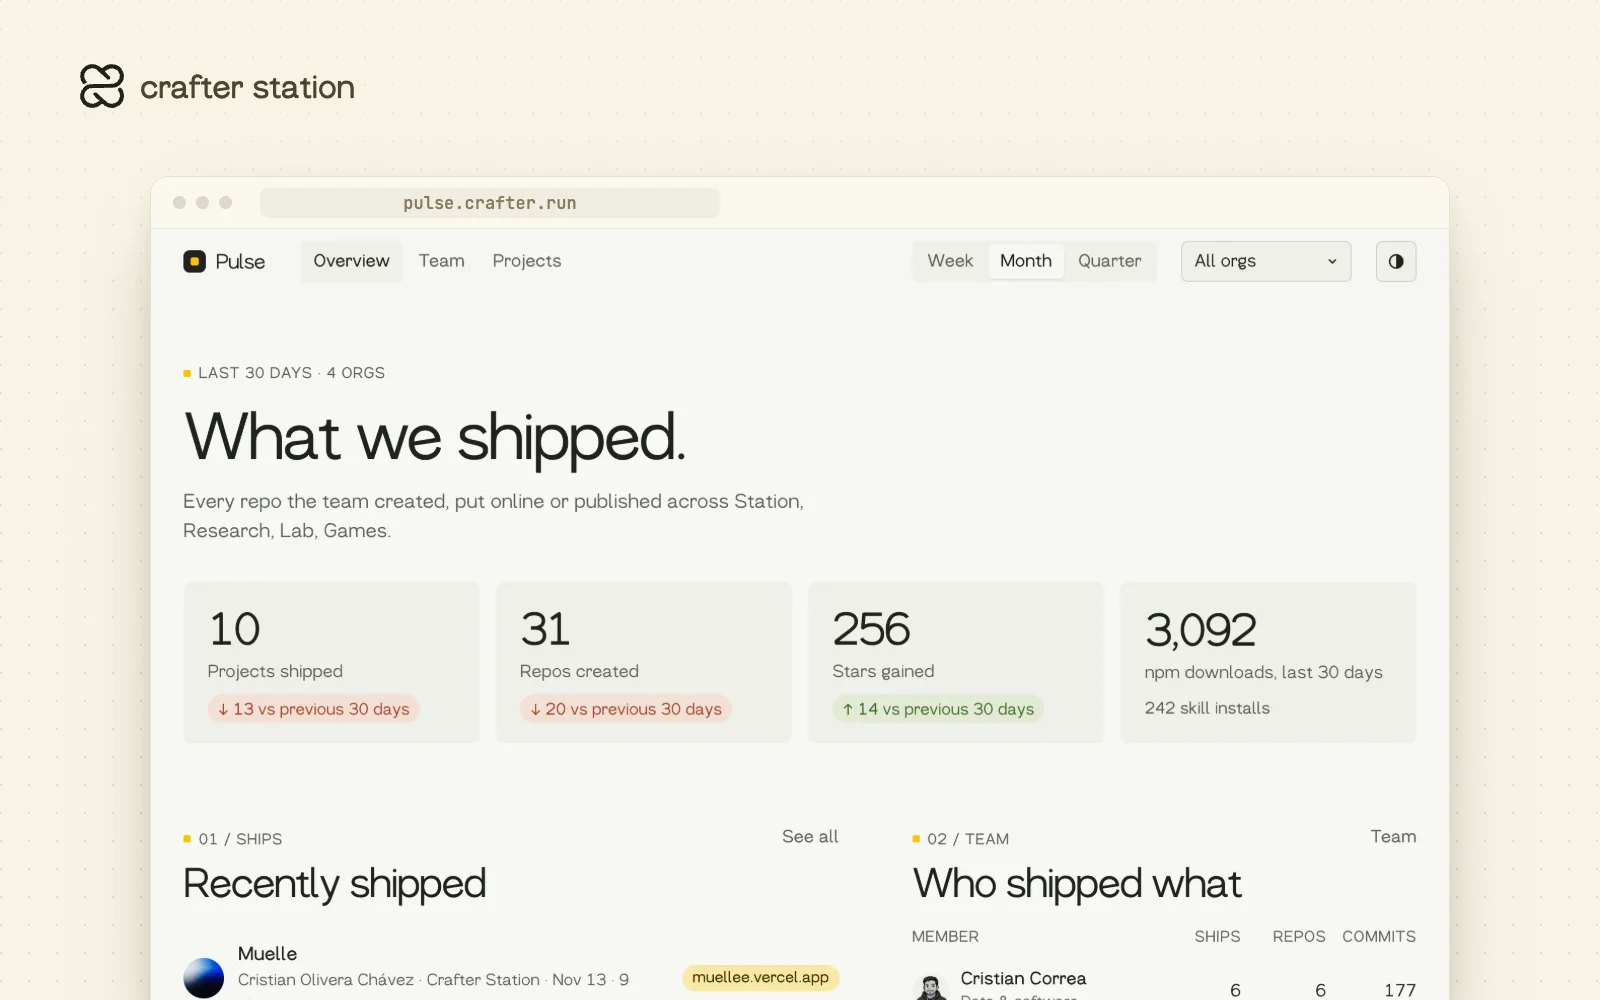 crafter station
pulse.crafter.run
Pulse
Overview
Team
Projects
Week
Month
Quarter
All orgs
LAST 30 DAYS · 4 ORGS
What we shipped.
Every repo the team created, put online or published across Station,
Research, Lab, Games.
10
Projects shipped
↓ 13 vs previous 30 days
31
Repos created
↓ 20 vs previous 30 days
256
Stars gained
↑ 14 vs previous 30 days
3,092
npm downloads, last 30 days
242 skill installs
01 / SHIPS
See all
Recently shipped
Muelle
Cristian Olivera Chávez · Crafter Station · Nov 13 · 9
muellee.vercel.app
02 / TEAM
Team
Who shipped what
MEMBER SHIPS REPOS COMMITS
Cristian Correa
6 6 177